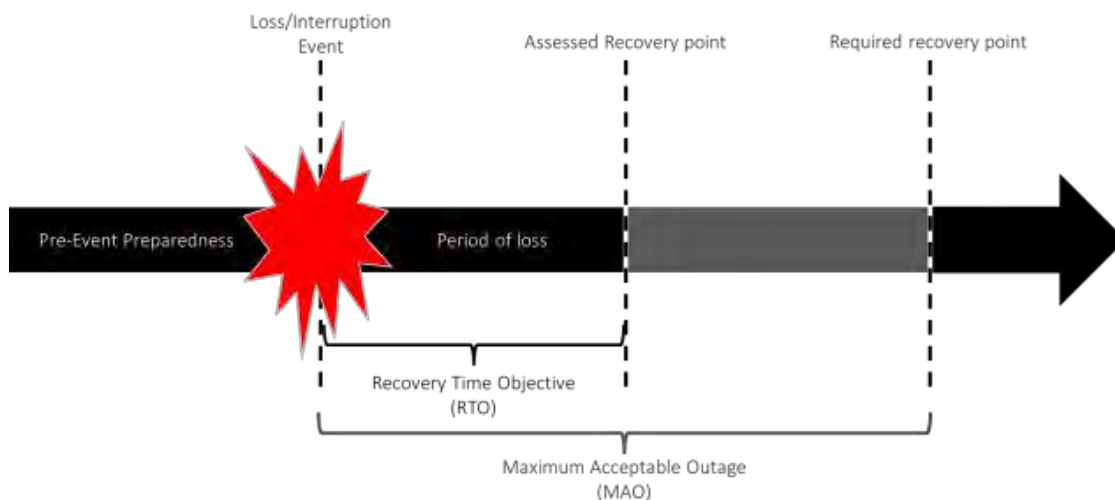 Loss/Interruption
Event
Assessed Recovery point
Required recovery point
Pre-Event Preparedness
Period of loss
Recovery Time Objective
(RTO)
Maximum Acceptable Outage
(MAO)